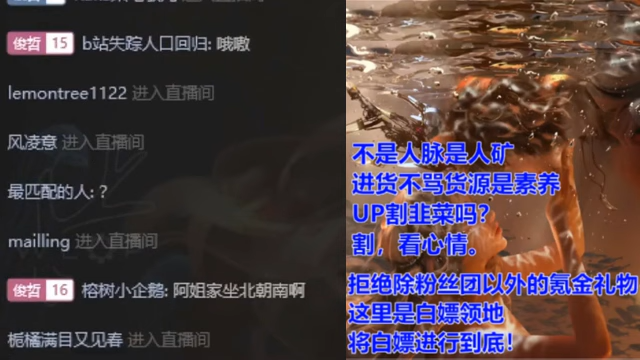 俊哲 15 b站失踪人口回归: 哦嗷
lemontree1122 进入直播间
风凌意 进入直播间
最匹配的人: ?
mailling 进入直播间
俊哲 16 榕树小企鹅: 阿姐家坐北朝南啊
栀橘满目又见春 进入直播间
不是人脉是人矿
进货不骂货源是素养
UP割韭菜吗?
割，看心情。
拒绝除粉丝团以外的氪金礼物
这里是白嫖领地
将白嫖进行到底!